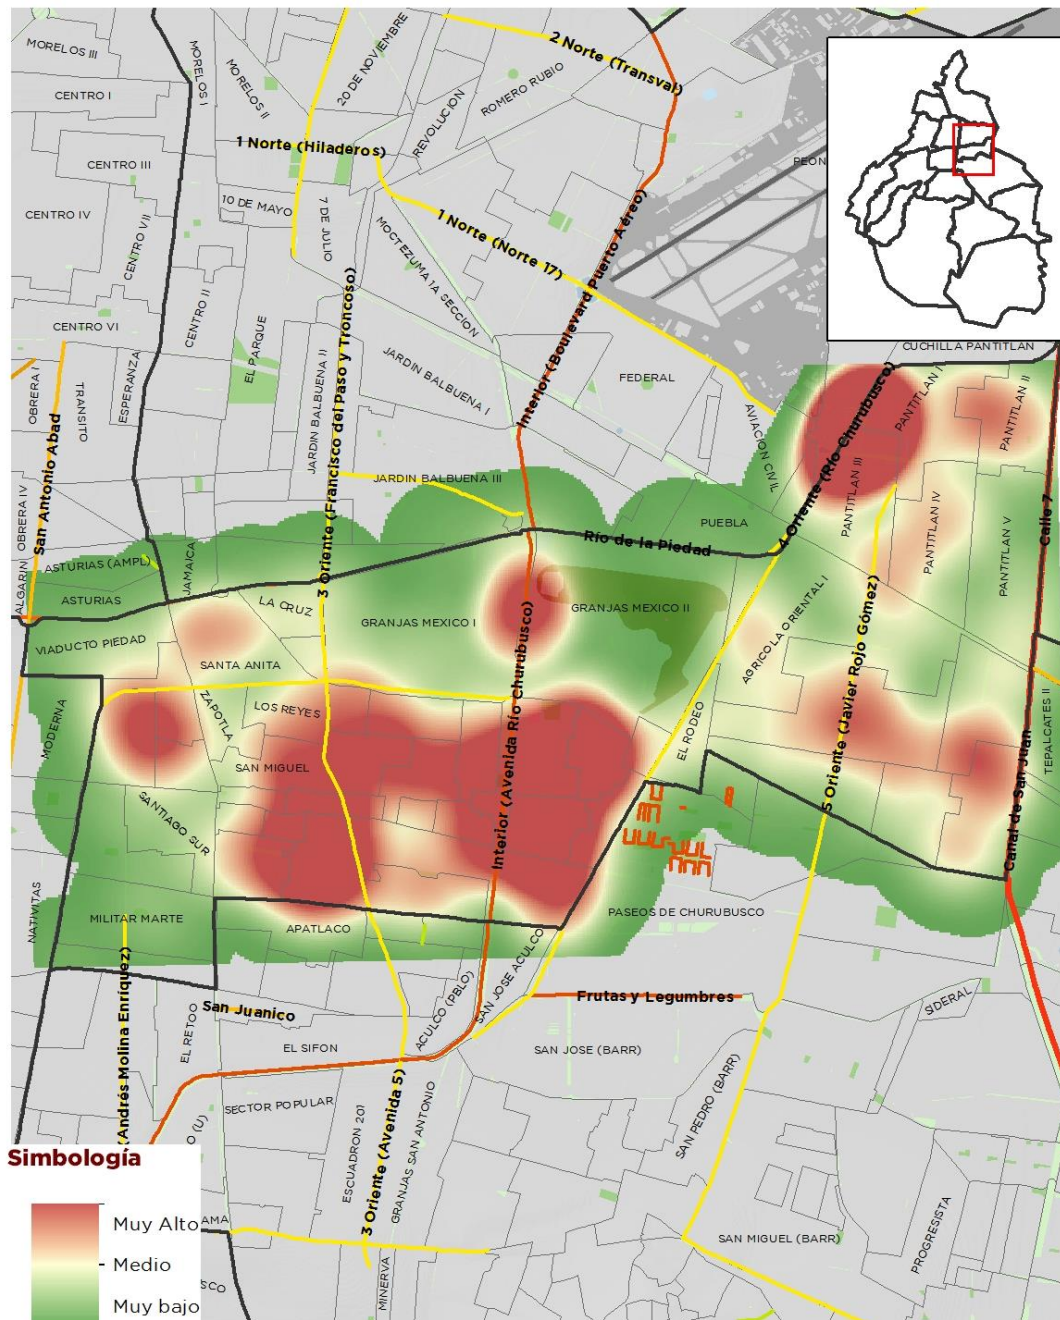 MORELOS III
MORELOS I
MORELOS II
20 DE NOVIEMBRE
2 Norte (Transval)
CENTRO I
ROMERO RUBIO
REVOLUCION
1 Norte (Hiladeros)
CENTRO III
PEON
10 DE MAYO
7 DE JULIO
CENTRO IV
CENTRO VII
MOCTEZUMA 1A SECCION
1 Norte (Norte 17)
Interior (Boulevard Puerto Aéreo)
CENTRO II
CENTRO VI
EL PARQUE
3 Oriente (Francisco del Paso y Troncoso)
CUCHILLA PANTITLAN
OBRERA I
TRANSITO
ESPERANZA
JARDIN BALBUENA II
JARDIN BALBUENA I
FEDERAL
AVIACION CIVIL
4 Oriente (Río Churubusco)
PANTITLAN I
PANTITLAN II
San Antonio Abad
JARDIN BALBUENA III
PANTITLAN III
OBRERA IV
PUEBLA
PANTITLAN IV
PANTITLAN V
Calle 7
Río de la Piedad
ALGARIN
ASTURIAS (AMPL)
JAMAICA
ASTURIAS
LA CRUZ
GRANJAS MEXICO I
GRANJAS MEXICO II
AGRICOLA ORIENTAL I
VIADUCTO PIEDAD
SANTA ANITA
Interior (Avenida Río Churubusco)
5 Oriente (Javier Rojo Gómez)
MODERNA
ZAPOTLA
LOS REYES
EL RODEO
TEPALCATES II
SAN MIGUEL
Canal de San Juan
SANTIAGO SUR
NATIVITAS
MILITAR MARTE
APATLACO
PASEOS DE CHURUBUSCO
(Andrés Molina Enríquez)
SAN JOSE ACULCO
ACULCO (PBLO)
Frutas y Legumbres
San Juanico
EL RETOO
SIDERAL
EL SIFON
SAN JOSE (BARR)
SECTOR POPULAR
ESCUADRON 201
3 Oriente (Avenida 5)
GRANJAS SAN ANTONIO
SAN PEDRO (BARR)
O (U)
Simbología
Muy Alto
Medio
Muy bajo
AMA
SCO
MINERVA
SAN MIGUEL (BARR)
PROGRESISTA